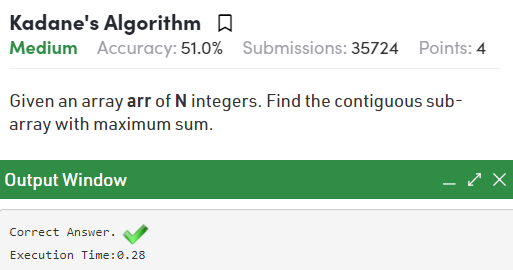 Kadane's Algorithm
Medium Accuracy: 51.0% Submissions: 35724 Points: 4
Given an array arr of N integers. Find the contiguous sub-
array with maximum sum.
Output Window
Correct Answer.
Execution Time:0.28